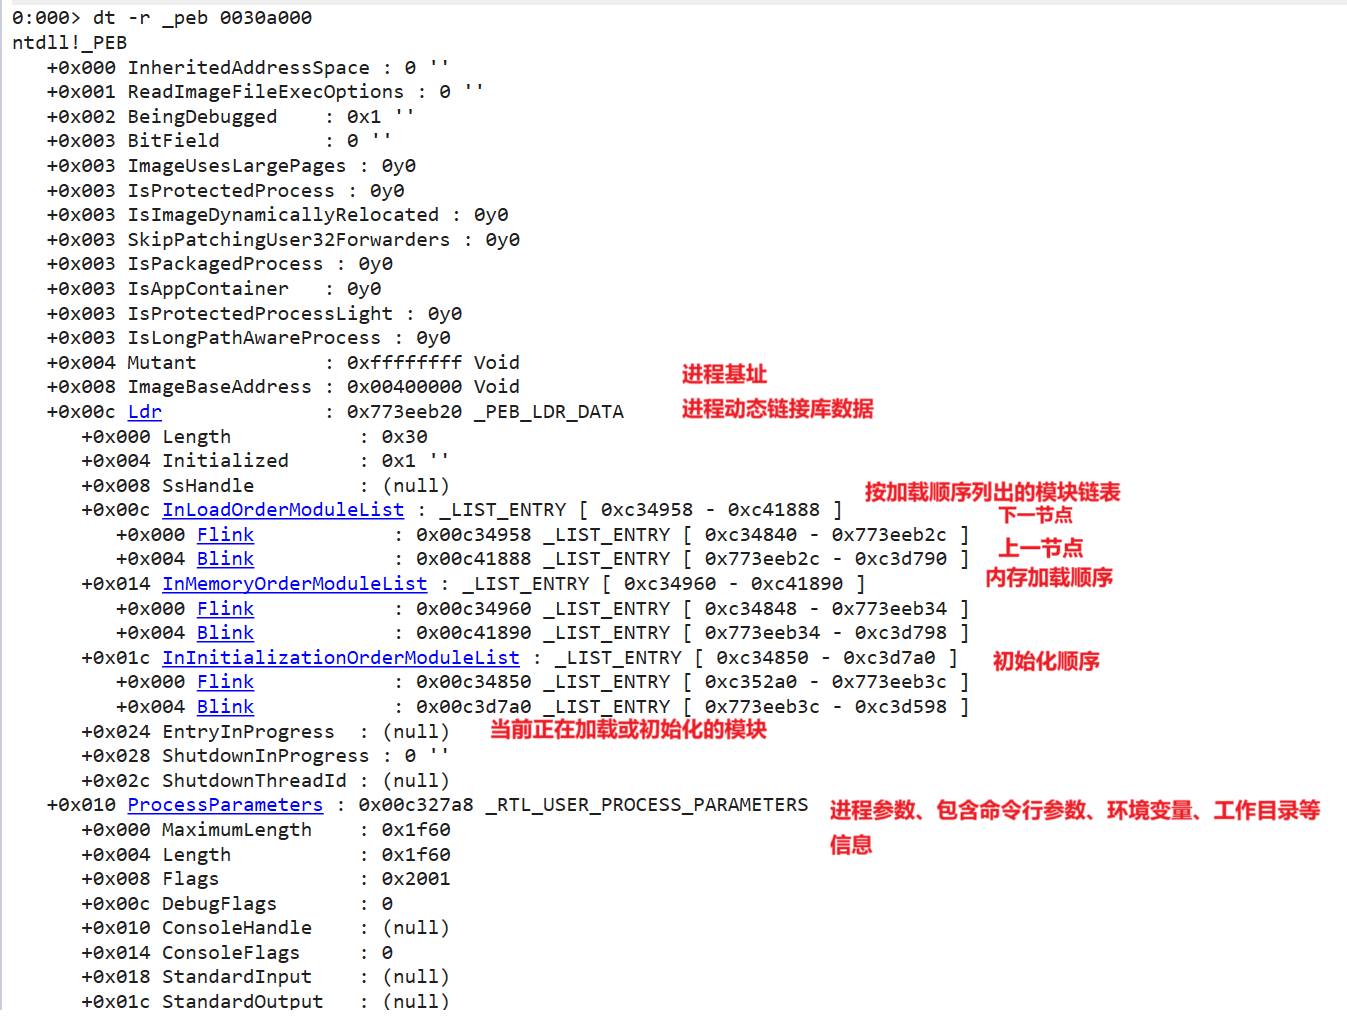 0:000> dt -r _peb 0030a000
ntdll!_PEB
+0x000 InheritedAddressSpace : 0 ''
+0x001 ReadImageFileExecOptions : 0 ''
+0x002 BeingDebugged    : 0x1 ''
+0x003 BitField         : 0 ''
+0x003 ImageUsesLargePages : 0y0
+0x003 IsProtectedProcess : 0y0
+0x003 IsImageDynamicallyRelocated : 0y0
+0x003 SkipPatchingUser32Forwarders : 0y0
+0x003 IsPackagedProcess : 0y0
+0x003 IsAppContainer   : 0y0
+0x003 IsProtectedProcessLight : 0y0
+0x003 IsLongPathAwareProcess : 0y0
+0x004 Mutant           : 0xffffffff Void
+0x008 ImageBaseAddress : 0x00400000 Void 进程基址
+0x00c Ldr              : 0x773eeb20 _PEB_LDR_DATA 进程动态链接库数据
+0x000 Length           : 0x30
+0x004 Initialized      : 0x1 ''
+0x008 SsHandle         : (null)
按加载顺序列出的模块链表
+0x00c InLoadOrderModuleList : _LIST_ENTRY [ 0xc34958 - 0xc41888 ]
下一节点
+0x000 Flink            : 0x00c34958 _LIST_ENTRY [ 0xc34840 - 0x773eeb2c ]
+0x004 Blink            : 0x00c41888 _LIST_ENTRY [ 0x773eeb2c - 0xc3d790 ] 上一节点
+0x014 InMemoryOrderModuleList : _LIST_ENTRY [ 0xc34960 - 0xc41890 ] 内存加载顺序
+0x000 Flink            : 0x00c34960 _LIST_ENTRY [ 0xc34848 - 0x773eeb34 ]
+0x004 Blink            : 0x00c41890 _LIST_ENTRY [ 0x773eeb34 - 0xc3d798 ]
+0x01c InInitializationOrderModuleList : _LIST_ENTRY [ 0xc34850 - 0xc3d7a0 ] 初始化顺序
+0x000 Flink            : 0x00c34850 _LIST_ENTRY [ 0xc352a0 - 0x773eeb3c ]
+0x004 Blink            : 0x00c3d7a0 _LIST_ENTRY [ 0x773eeb3c - 0xc3d598 ]
+0x024 EntryInProgress  : (null) 当前正在加载或初始化的模块
+0x028 ShutdownInProgress : 0 ''
+0x02c ShutdownThreadId : (null)
+0x010 ProcessParameters : 0x00c327a8 _RTL_USER_PROCESS_PARAMETERS 进程参数、包含命令行参数、环境变量、工作目录等
+0x000 MaximumLength    : 0x1f60
信息
+0x004 Length           : 0x1f60
+0x008 Flags            : 0x2001
+0x00c DebugFlags       : 0
+0x010 ConsoleHandle    : (null)
+0x014 ConsoleFlags     : 0
+0x018 StandardInput    : (null)
+0x01c StandardOutput   : (null)